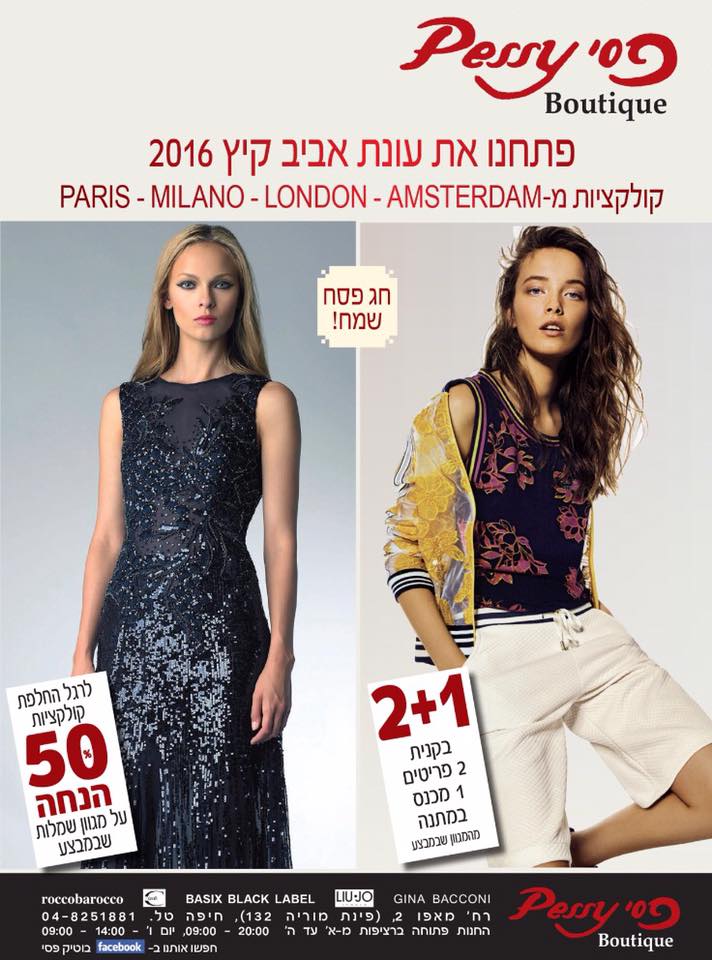 Pessy פסי
Boutique
פתחנו את עונת אביב קיץ 2016
קולקציות מ-PARIS - MILANO - LONDON - AMSTERDAM
חג פסח
שמח!
לרגל החלפת
קולקציות
50%
הנחה
על מגוון שמלות
שבמבצע
2+1
בקנית
2 פריטים
1 מכנס
במתנה
מהמגוון שבמבצע
roccobarocco BASIX BLACK LABEL LIU•JO GINA BACCONI
רח' מאפו 2, (פינת מוריה 132), חיפה טל. 04-8251881
החנות פתוחה ברציפות מ-א' עד ה' 09:00 - 20:00, יום ו' - 14:00 - 09:00
חפשו אותנו ב- facebook בוטיק פסי
Pessy פסי
Boutique